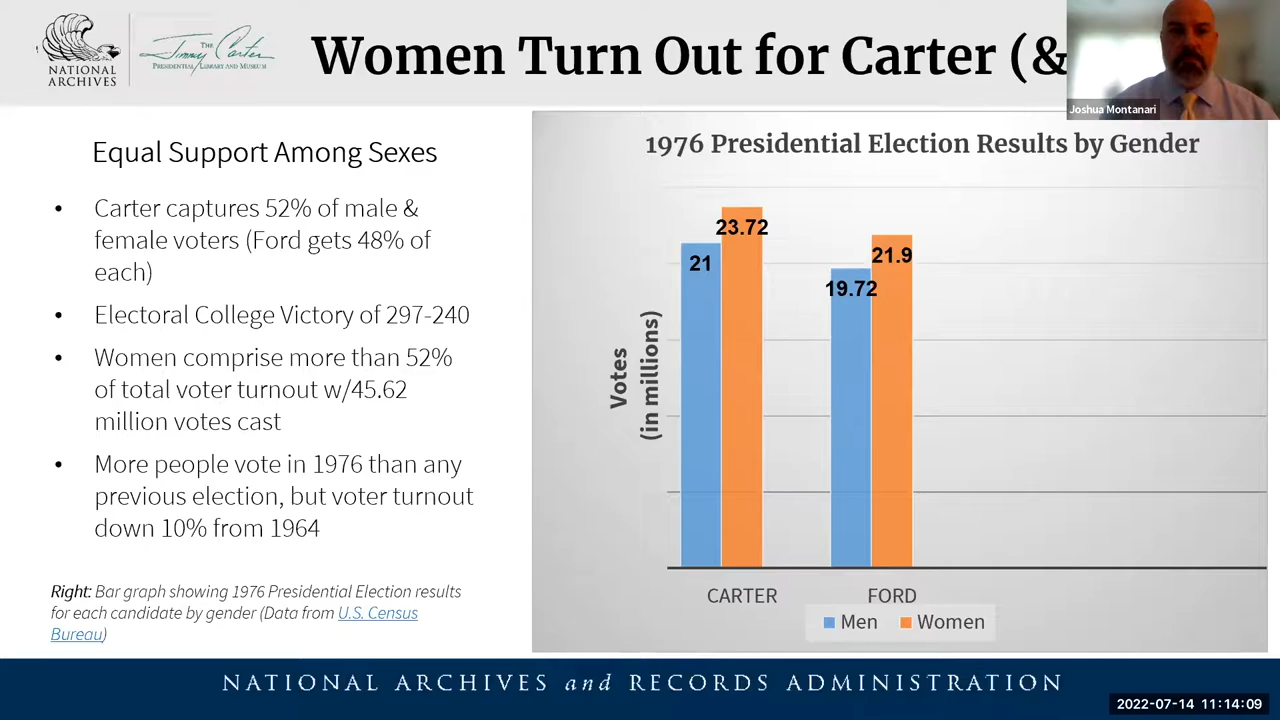 NATIONAL
ARCHIVES
THE
Jimmy Carter
PRESIDENTIAL LIBRARY AND MUSEUM
Women Turn Out for Carter (&
Joshua Montanari
Equal Support Among Sexes
• Carter captures 52% of male &
female voters (Ford gets 48% of
each)
• Electoral College Victory of 297-240
• Women comprise more than 52%
of total voter turnout w/45.62
million votes cast
• More people vote in 1976 than any
previous election, but voter turnout
down 10% from 1964
Right: Bar graph showing 1976 Presidential Election results
for each candidate by gender (Data from U.S. Census
Bureau)
1976 Presidential Election Results by Gender
Votes
(in millions)
21
23.72
19.72
21.9
CARTER
FORD
Men
Women
NATIONAL ARCHIVES and RECORDS ADMINISTRATION
2022-07-14 11:14:09